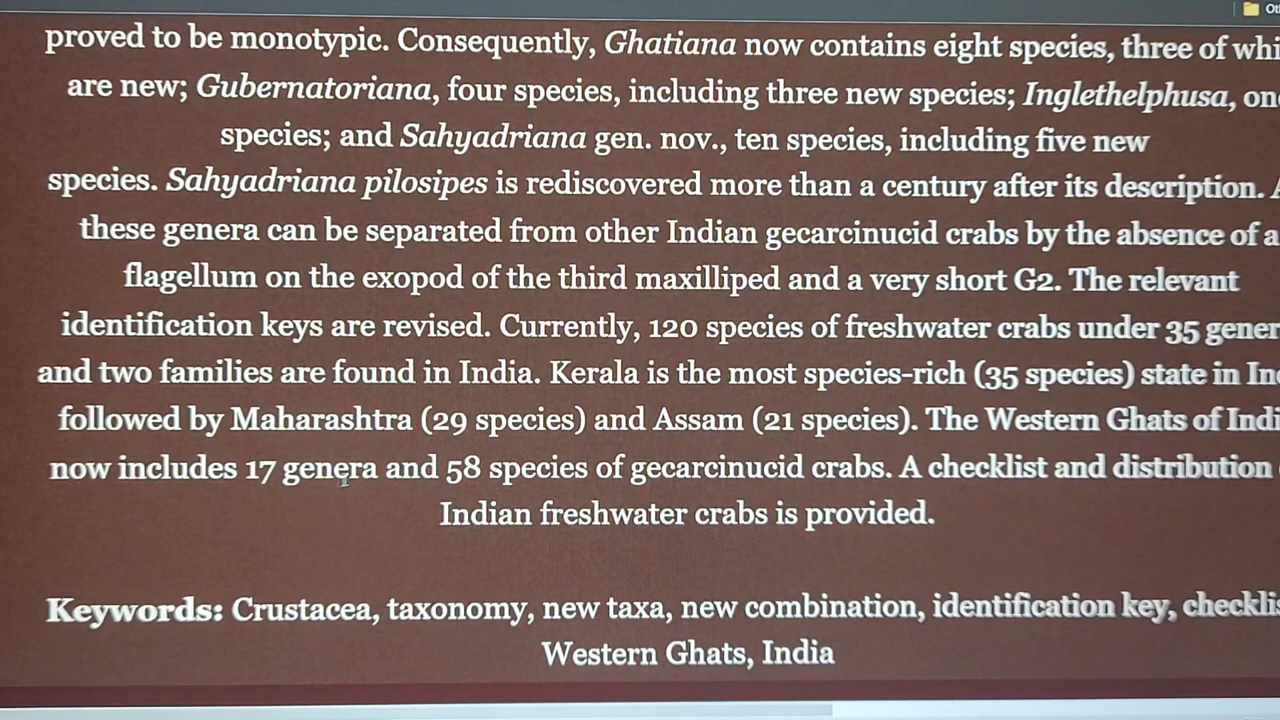 Ot
proved to be monotypic. Consequently, Ghatiana now contains eight species, three of whi
are new; Gubernatoriana, four species, including three new species; Inglethelphusa, one
species; and Sahyadriana gen. nov., ten species, including five new
species. Sahyadriana pilosipes is rediscovered more than a century after its description. A
these genera can be separated from other Indian gecarcinucid crabs by the absence of a
flagellum on the exopod of the third maxilliped and a very short G2. The relevant
identification keys are revised. Currently, 120 species of freshwater crabs under 35 gener
and two families are found in India. Kerala is the most species-rich (35 species) state in Ind
followed by Maharashtra (29 species) and Assam (21 species). The Western Ghats of Indi
now includes 17 genera and 58 species of gecarcinucid crabs. A checklist and distribution
Indian freshwater crabs is provided.
Keywords: Crustacea, taxonomy, new taxa, new combination, identification key, checklis
Western Ghats, India